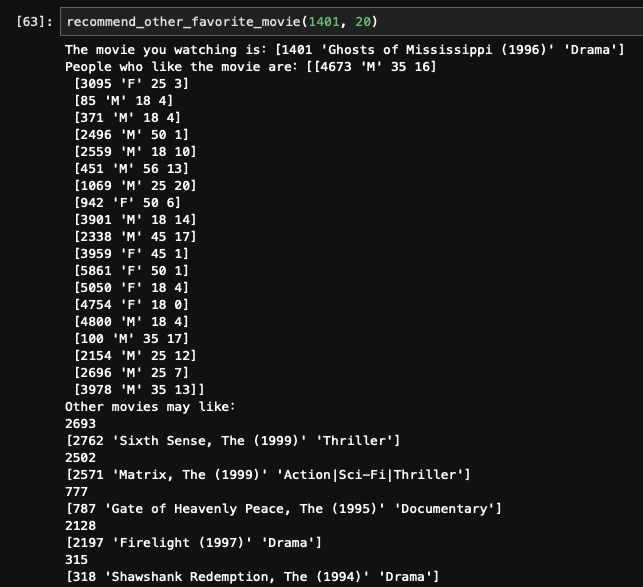 [63]: recommend_other_favorite_movie(1401, 20)
The movie you watching is: [1401 'Ghosts of Mississippi (1996)' 'Drama']
People who like the movie are: [[4673 'M' 35 16]
[3095 'F' 25 3]
[85 'M' 18 4]
[371 'M' 18 4]
[2496 'M' 50 1]
[2559 'M' 18 10]
[451 'M' 56 13]
[1069 'M' 25 20]
[942 'F' 50 6]
[3901 'M' 18 14]
[2338 'M' 45 17]
[3959 'F' 45 1]
[5861 'F' 50 1]
[5050 'F' 18 4]
[4754 'F' 18 0]
[4800 'M' 18 4]
[100 'M' 35 17]
[2154 'M' 25 12]
[2696 'M' 25 7]
[3978 'M' 35 13]]
Other movies may like:
2693
[2762 'Sixth Sense, The (1999)' 'Thriller']
2502
[2571 'Matrix, The (1999)' 'Action|Sci-Fi|Thriller']
777
[787 'Gate of Heavenly Peace, The (1995)' 'Documentary']
2128
[2197 'Firelight (1997)' 'Drama']
315
[318 'Shawshank Redemption, The (1994)' 'Drama']